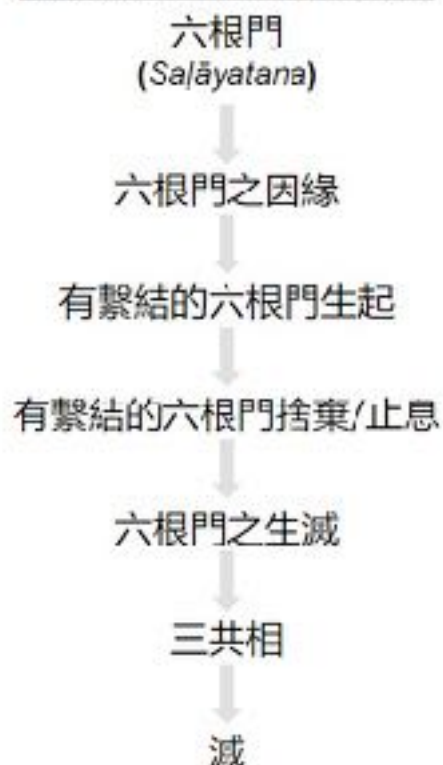 六根門
(Saḷāyatana)
六根門之因緣
有繫結的六根門生起
有繫結的六根門捨棄/止息
六根門之生滅
三共相
滅